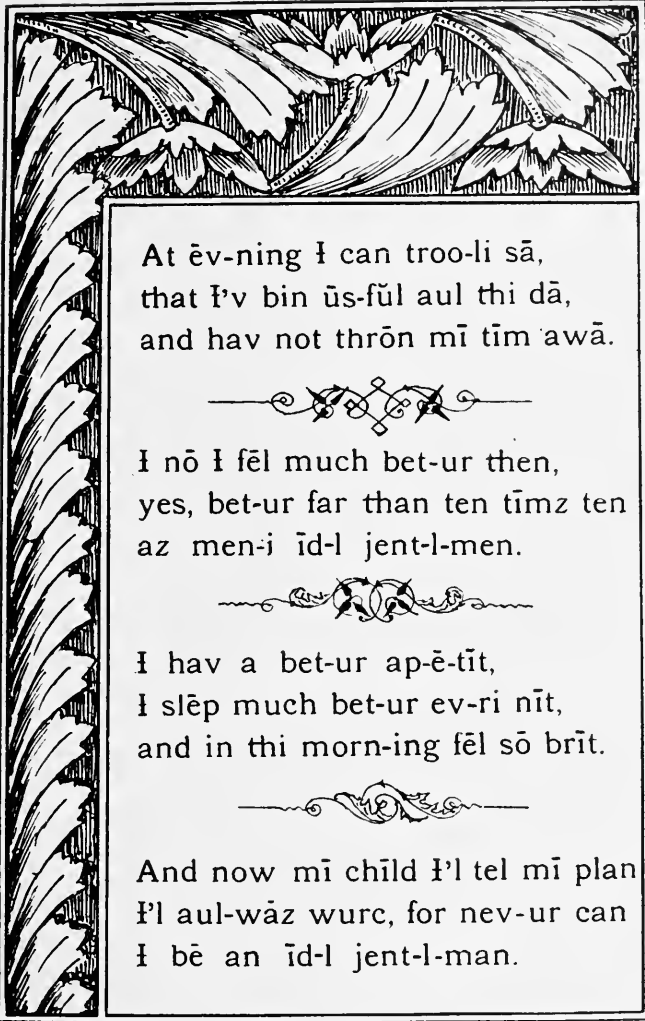 At ēv-ning Ɨ can troo-li sā,
that Ɨ'v bin ūs-fŭl aul thi dā,
and hav not thrōn mī tīm awā.
Ɨ nō Ɨ fēl much bet-ur then,
yes, bet-ur far than ten tīmz ten
az men-i īd-l jent-l-men.
Ɨ hav a bet-ur ap-ē-tīt,
Ɨ slēp much bet-ur ev-ri nīt,
and in thi morn-ing fēl sō brīt.
And now mī chīld Ɨ'l tel mī plan
Ɨ'l aul-wāz wurc, for nev-ur can
Ɨ bē an īd-l jent-l-man.